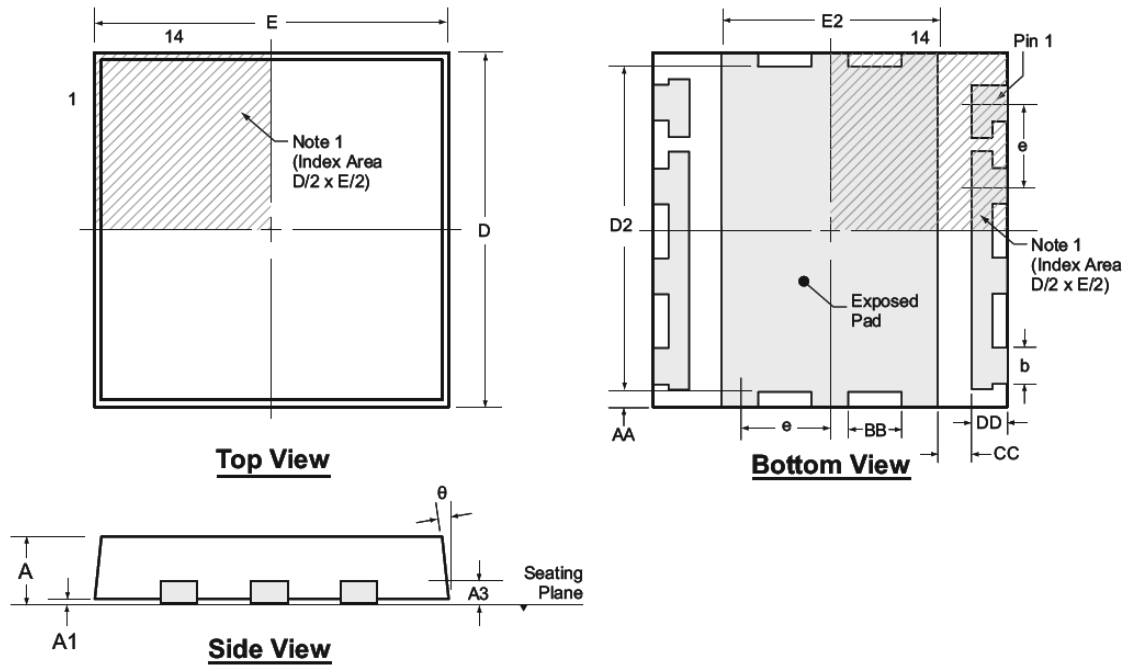 E
14
1
Note 1
(Index Area
D/2 x E/2)
D
Top View
E2
14
Pin 1
e
D2
Note 1
(Index Area
D/2 x E/2)
Exposed
Pad
b
AA
e
BB
DD
CC
Bottom View
θ
A
A3
Seating
Plane
A1
Side View